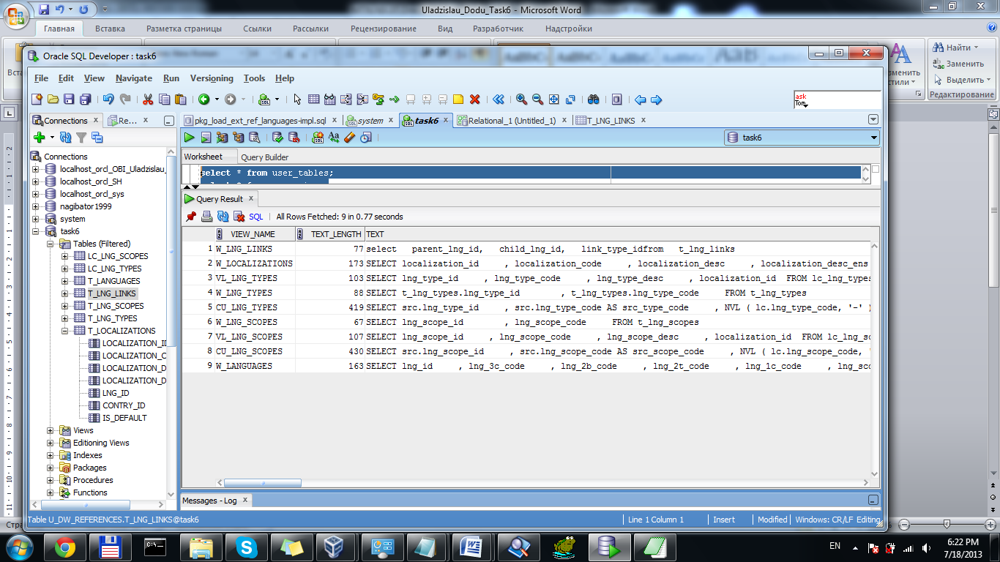 Uladzislau_Dodu_Task6 - Microsoft Word
Главная Вставка Разметка страницы Ссылки Рассылки Рецензирование Вид Разработчик Надстройки
Найти
Заменить
Выделить
Редактирование
Oracle SQL Developer : task6
File Edit View Navigate Run Versioning Tools Help
ask
Tom
Connections Re... pkg_load_ext_ref_languages-impl.sql system task6 Relational_1 (Untitled_1) T_LNG_LINKS
task6
Worksheet Query Builder
select * from user_tables;
Query Result
SQL All Rows Fetched: 9 in 0.77 seconds
VIEW_NAME TEXT_LENGTH TEXT
1 W_LNG_LINKS 77 select parent_lng_id, child_lng_id, link_type_idfrom t_lng_links
2 W_LOCALIZATIONS 173 SELECT localization_id , localization_code , localization_desc , localization_desc_ens
3 VL_LNG_TYPES 103 SELECT lng_type_id , lng_type_code , lng_type_desc , localization_id FROM lc_lng_types
4 W_LNG_TYPES 88 SELECT t_lng_types.lng_type_id , t_lng_types.lng_type_code FROM t_lng_types
5 CU_LNG_TYPES 419 SELECT src.lng_type_id , src.lng_type_code AS src_type_code , NVL ( lc.lng_type_code, '-' )
6 W_LNG_SCOPES 67 SELECT lng_scope_id , lng_scope_code FROM t_lng_scopes
7 VL_LNG_SCOPES 107 SELECT lng_scope_id , lng_scope_code , lng_scope_desc , localization_id FROM lc_lng_sc
8 CU_LNG_SCOPES 430 SELECT src.lng_scope_id , src.lng_scope_code AS src_scope_code , NVL ( lc.lng_scope_code, '
9 W_LANGUAGES 163 SELECT lng_id , lng_3c_code , lng_2b_code , lng_2t_code , lng_1c_code , lng_sco
Connections
localhost_orcl_OBI_Uladzislau_
localhost_orcl_SH
localhost_orcl_sys
nagibator1999
system
task6
Tables (Filtered)
LC_LNG_SCOPES
LC_LNG_TYPES
T_LANGUAGES
T_LNG_LINKS
T_LNG_SCOPES
T_LNG_TYPES
T_LOCALIZATIONS
LOCALIZATION_ID
LOCALIZATION_C
LOCALIZATION_D
LOCALIZATION_D
LNG_ID
CONTRY_ID
IS_DEFAULT
Views
Editioning Views
Indexes
Packages
Procedures
Functions
Messages - Log
Table U_DW_REFERENCES.T_LNG_LINKS@task6 Line 1 Column 1 Insert Modified Windows: CR/LF Editing
EN 6:22 PM
7/18/2013